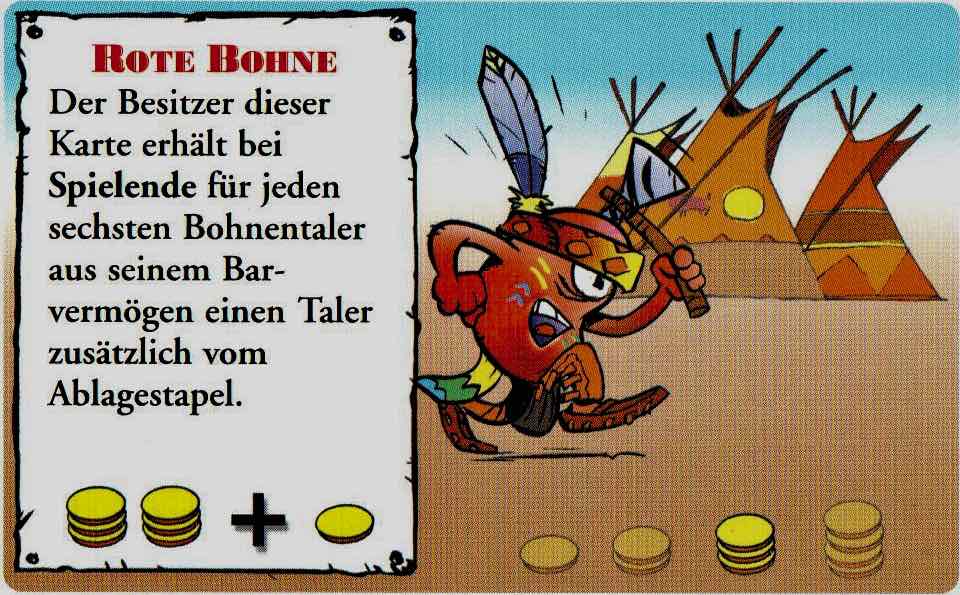 ROTE BOHNE
Der Besitzer dieser
Karte erhält bei
Spielende für jeden
sechsten Bohnentaler
aus seinem Bar-
vermögen einen Taler
zusätzlich vom
Ablagestapel.
+